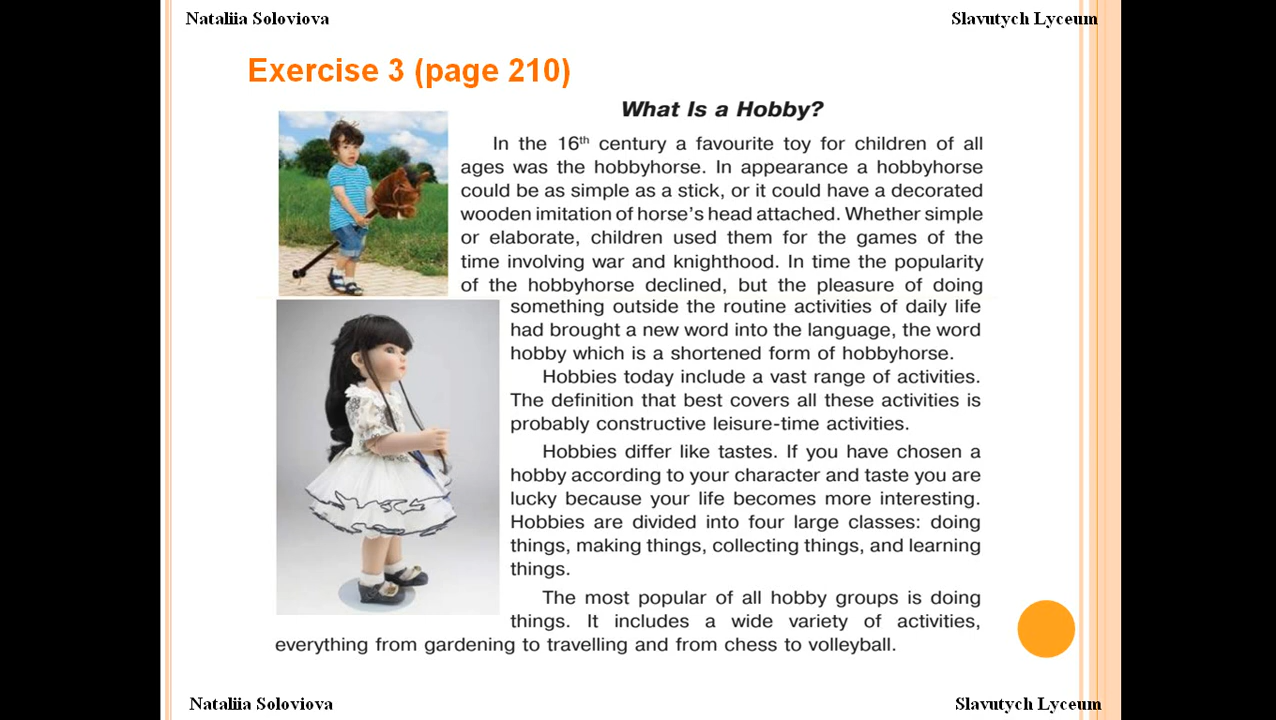 Nataliia Soloviova
Slavutych Lyceum
Exercise 3 (page 210)
What Is a Hobby?
In the 16th century a favourite toy for children of all
ages was the hobbyhorse. In appearance a hobbyhorse
could be as simple as a stick, or it could have a decorated
wooden imitation of horse's head attached. Whether simple
or elaborate, children used them for the games of the
time involving war and knighthood. In time the popularity
of the hobbyhorse declined, but the pleasure of doing
something outside the routine activities of daily life
had brought a new word into the language, the word
hobby which is a shortened form of hobbyhorse.
Hobbies today include a vast range of activities.
The definition that best covers all these activities is
probably constructive leisure-time activities.
Hobbies differ like tastes. If you have chosen a
hobby according to your character and taste you are
lucky because your life becomes more interesting.
Hobbies are divided into four large classes: doing
things, making things, collecting things, and learning
things.
The most popular of all hobby groups is doing
things. It includes a wide variety of activities,
everything from gardening to travelling and from chess to volleyball.
Nataliia Soloviova
Slavutych Lyceum